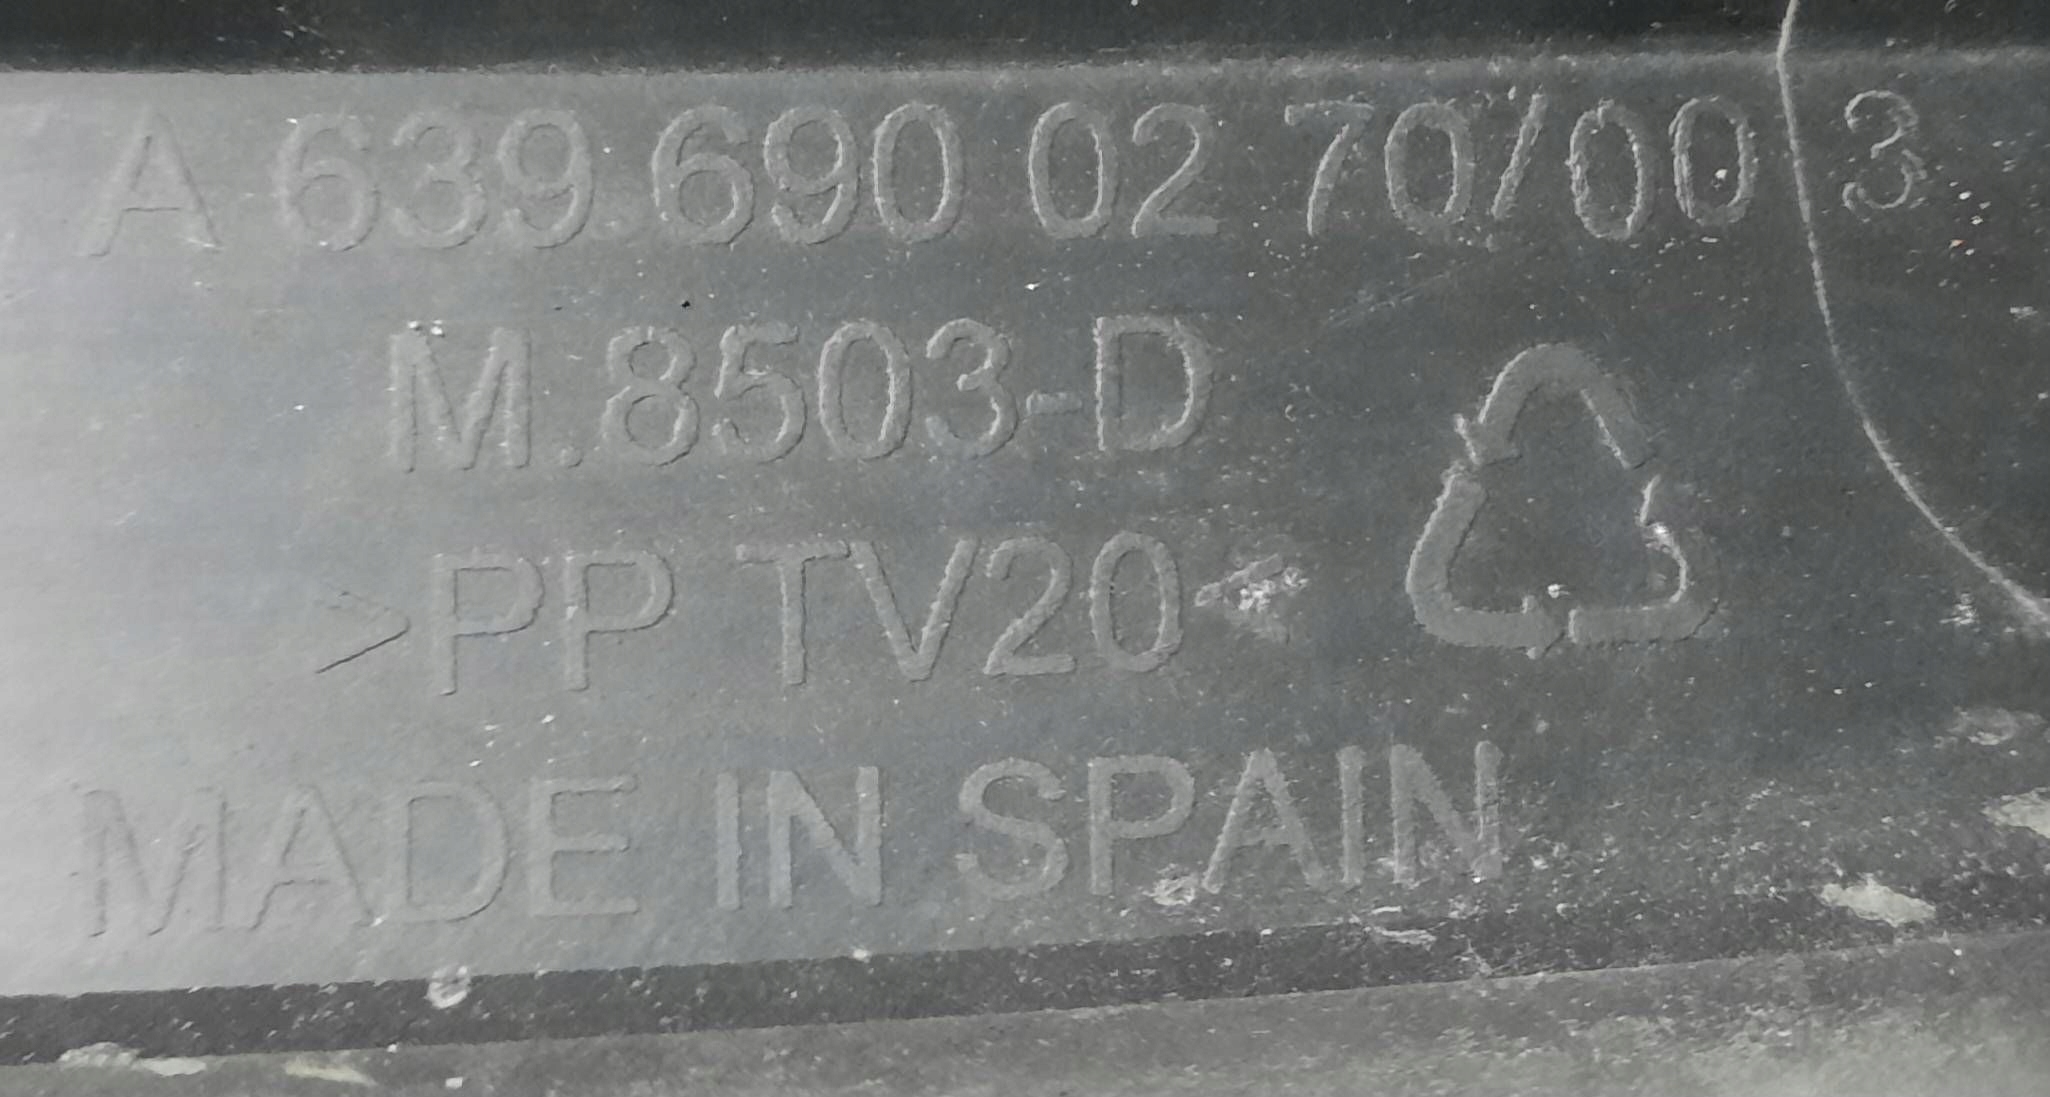 A 639 690 02 70/00 3
M.8503-D
>PP TV20<
MADE IN SPAIN